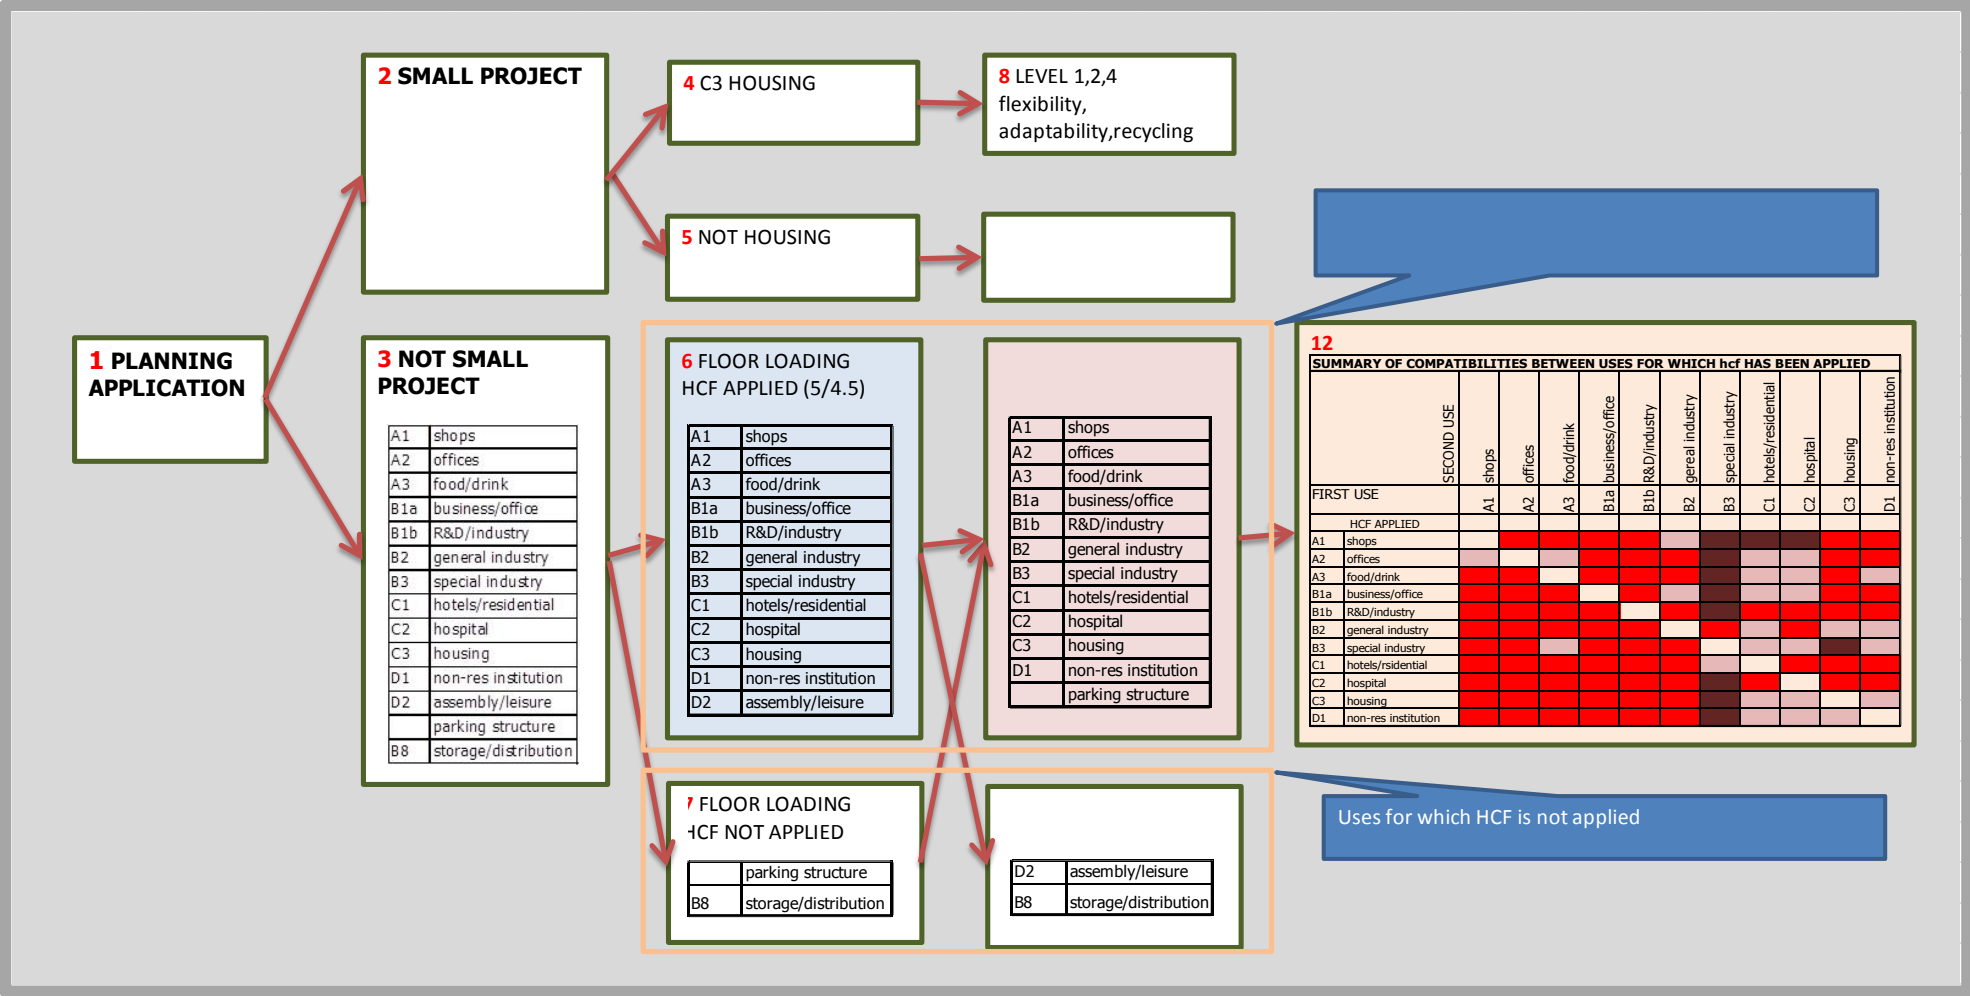 1 PLANNING
APPLICATION
2 SMALL PROJECT
3 NOT SMALL
PROJECT
A1 shops
A2 offices
A3 food/drink
B1a business/office
B1b R&D/industry
B2 general industry
B3 special industry
C1 hotels/residential
C2 hospital
C3 housing
D1 non-res institution
D2 assembly/leisure
parking structure
B8 storage/distribution
4 C3 HOUSING
5 NOT HOUSING
8 LEVEL 1,2,4
flexibility,
adaptability,recycling
6 FLOOR LOADING
HCF APPLIED (5/4.5)
A1 shops
A2 offices
A3 food/drink
B1a business/office
B1b R&D/industry
B2 general industry
B3 special industry
C1 hotels/residential
C2 hospital
C3 housing
D1 non-res institution
D2 assembly/leisure
A1 shops
A2 offices
A3 food/drink
B1a business/office
B1b R&D/industry
B2 general industry
B3 special industry
C1 hotels/residential
C2 hospital
C3 housing
D1 non-res institution
parking structure
7 FLOOR LOADING
HCF NOT APPLIED
parking structure
B8 storage/distribution
D2 assembly/leisure
B8 storage/distribution
12
SUMMARY OF COMPATIBILITIES BETWEEN USES FOR WHICH hcf HAS BEEN APPLIED
SECOND USE
shops
offices
food/drink
business/office
R&D/industry
gereal industry
special industry
hotels/residential
hospital
housing
non-res institution
FIRST USE
A1 A2 A3 B1a B1b B2 B3 C1 C2 C3 D1
HCF APPLIED
A1 shops
A2 offices
A3 food/drink
B1a business/office
B1b R&D/industry
B2 general industry
B3 special industry
C1 hotels/rsidential
C2 hospital
C3 housing
D1 non-res institution
Uses for which HCF is not applied